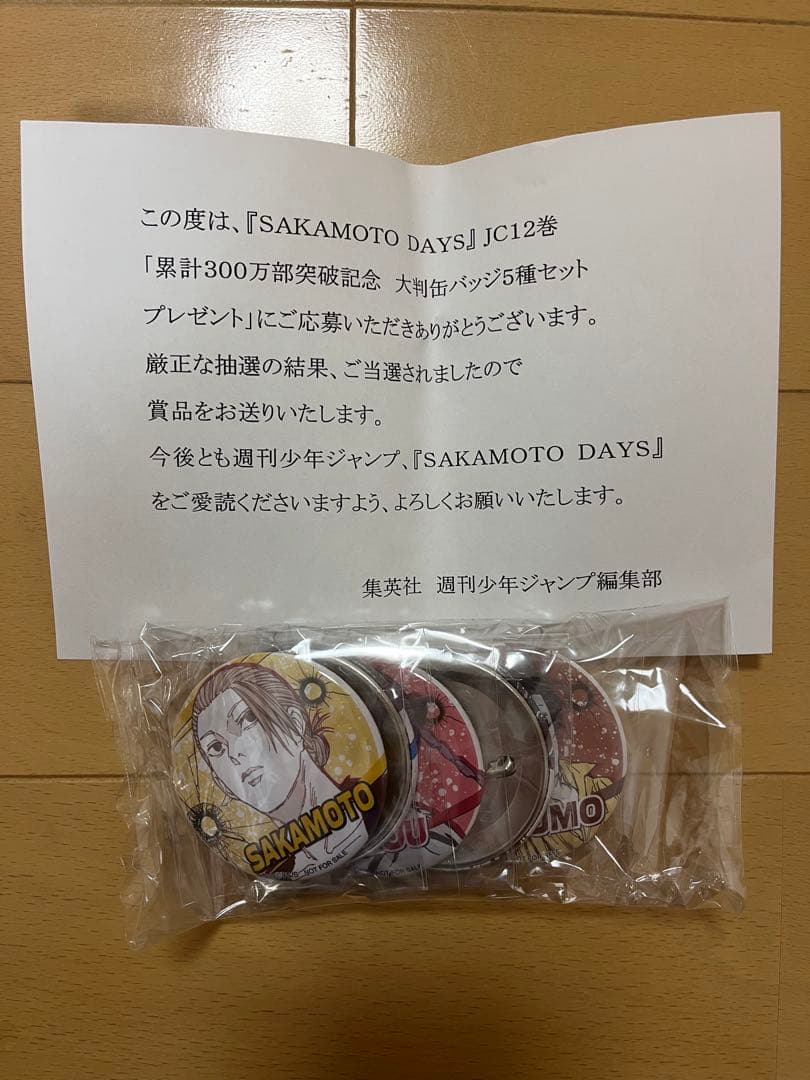 この度は、『SAKAMOTO DAYS』JC12巻
「累計300万部突破記念 大判缶バッジ5種セット
プレゼント」にご応募いただきありがとうございます。
厳正な抽選の結果、ご当選されましたので
賞品をお送りいたします。
今後とも週刊少年ジャンプ、『SAKAMOTO DAYS』
をご愛読くださいますよう、よろしくお願いいたします。
集英社 週刊少年ジャンプ編集部
SAKAMOTO
NOT FOR SALE
FOR SALE